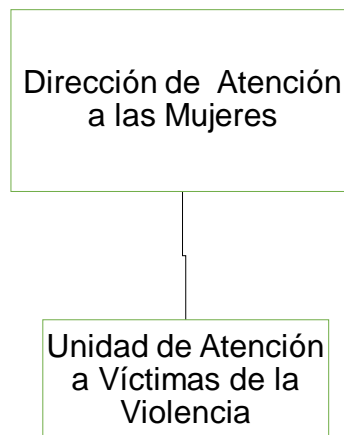 Dirección de Atención
a las Mujeres
Unidad de Atención
a Víctimas de la
Violencia